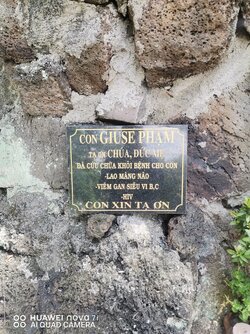 CON GIUSE PHẠM
TẠ ƠN CHÚA, ĐỨC MẸ
ĐÃ CỨU CHỮA KHỎI BỆNH CHO CON
-LAO MÀNG NÃO
-VIÊM GAN SIÊU VI B,C
-HIV
CON XIN TẠ ƠN
HUAWEI nova 7i
AI QUAD CAMERA